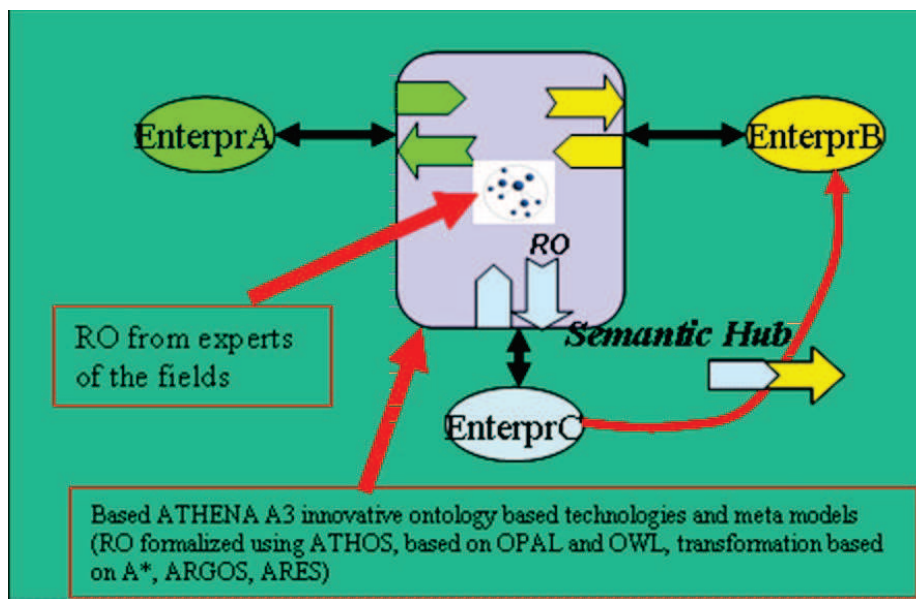 EnterprA
EnterprB
RO
RO from experts
of the fields
Semantic Hub
EnterprC
Based ATHENA A3 innovative ontology based technologies and meta models
(RO formalized using ATHOS, based on OPAL and OWL, transformation based
on A*, ARGOS, ARES)